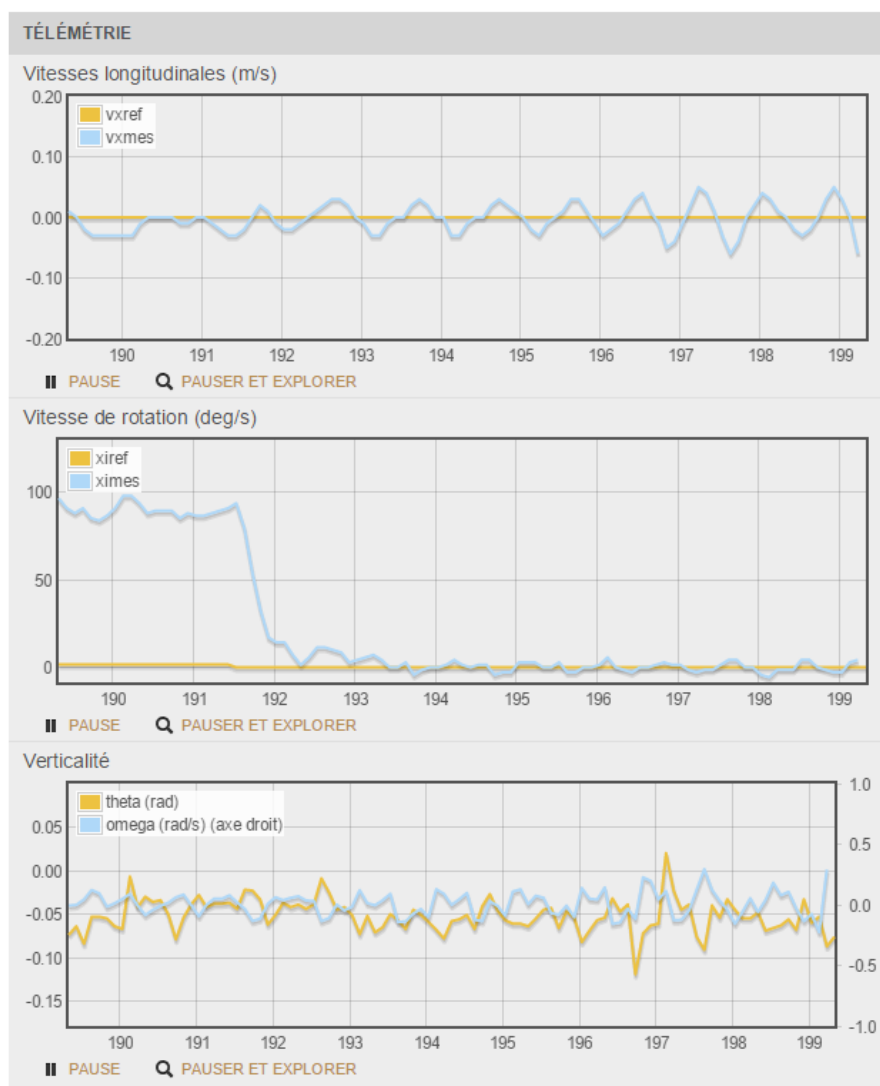 TÉLÉMÉTRIE
Vitesses longitudinales (m/s)
0.20
0.10
0.00
-0.10
-0.20
vxref
vxmes
190 191 192 193 194 195 196 197 198 199
PAUSE PAUSER ET EXPLORER
Vitesse de rotation (deg/s)
100
50
0
xiref
ximes
190 191 192 193 194 195 196 197 198 199
PAUSE PAUSER ET EXPLORER
Verticalité
0.05
0.00
-0.05
-0.10
-0.15
theta (rad)
omega (rad/s) (axe droit)
1.0
0.5
0.0
-0.5
-1.0
190 191 192 193 194 195 196 197 198 199
PAUSE PAUSER ET EXPLORER